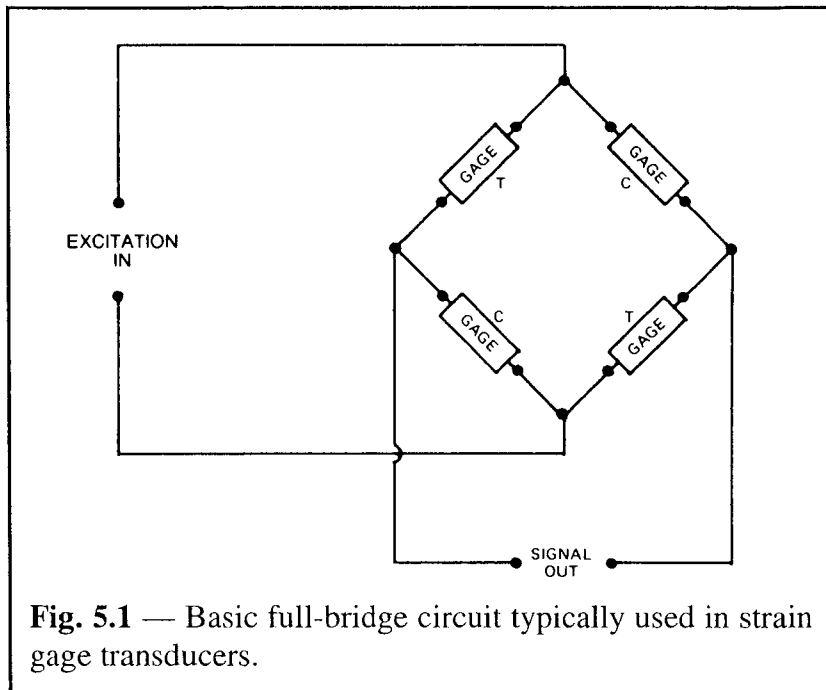 GAGE
T
GAGE
C
EXCITATION
IN
GAGE
C
GAGE
T
SIGNAL
OUT
Fig. 5.1 — Basic full-bridge circuit typically used in strain
gage transducers.